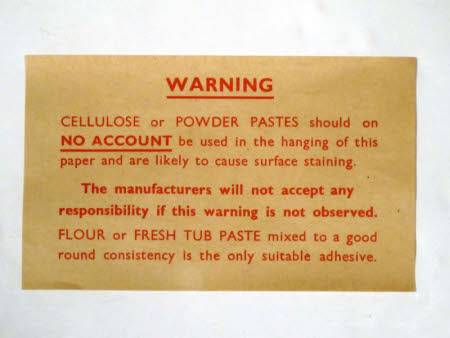 WARNING
CELLULOSE or POWDER PASTES should on
NO ACCOUNT be used in the hanging of this
paper and are likely to cause surface staining.
The manufacturers will not accept any
responsibility if this warning is not observed.
FLOUR or FRESH TUB PASTE mixed to a good
round consistency is the only suitable adhesive.